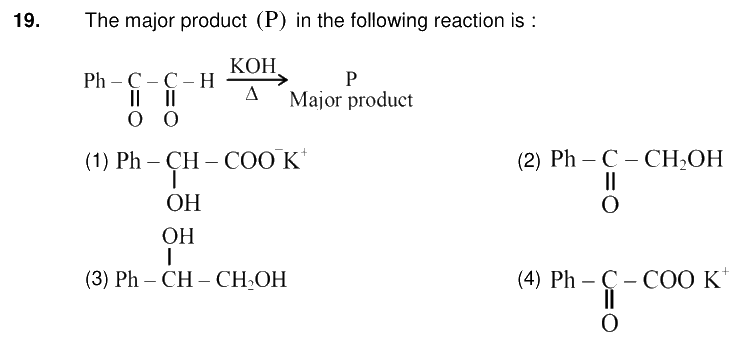 19. The major product (P) in the following reaction is :
Ph – C – C – H KOH Δ P
|| || Major product
O O
(1) Ph – CH – COO⁻K⁺ (2) Ph – C – CH₂OH
| ||
OH O
OH
|
(3) Ph – CH – CH₂OH (4) Ph – C – COO K⁺
||
O